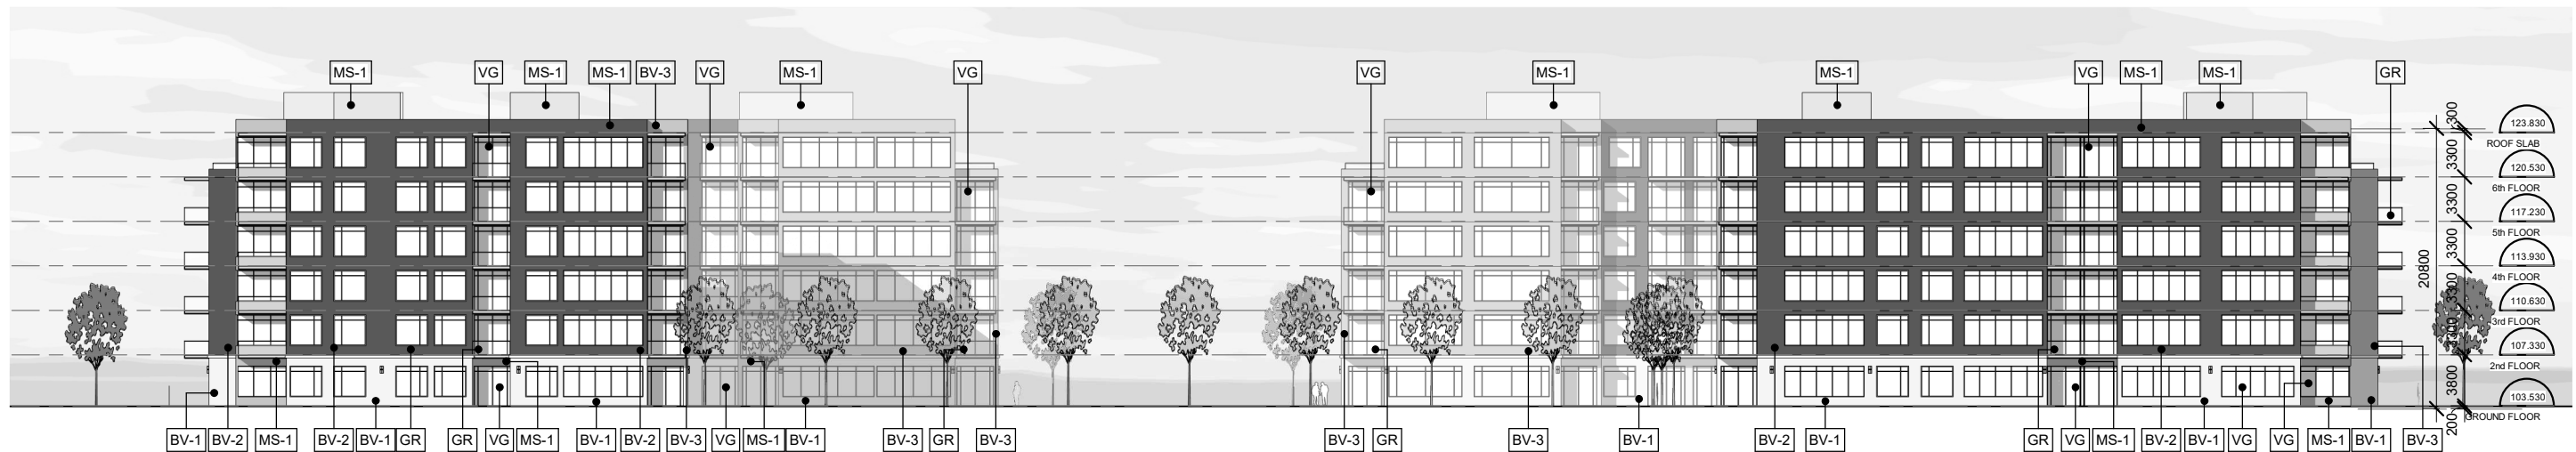 MS-1 VG MS-1 MS-1 BV-3 VG MS-1 VG VG MS-1 MS-1 VG MS-1 MS-1 GR
300
123.830
ROOF SLAB
3300
120.530
6th FLOOR
3300
117.230
5th FLOOR
3300
113.930
4th FLOOR
20800
3300
110.630
3rd FLOOR
3300
107.330
2nd FLOOR
3800
103.530
GROUND FLOOR
200
BV-1 BV-2 MS-1 BV-2 BV-1 GR GR VG MS-1 BV-1 BV-2 BV-3 VG MS-1 BV-1 BV-3 GR BV-3 BV-3 GR BV-3 BV-1 BV-2 BV-1 GR VG MS-1 BV-2 BV-1 VG VG MS-1 BV-1 BV-3